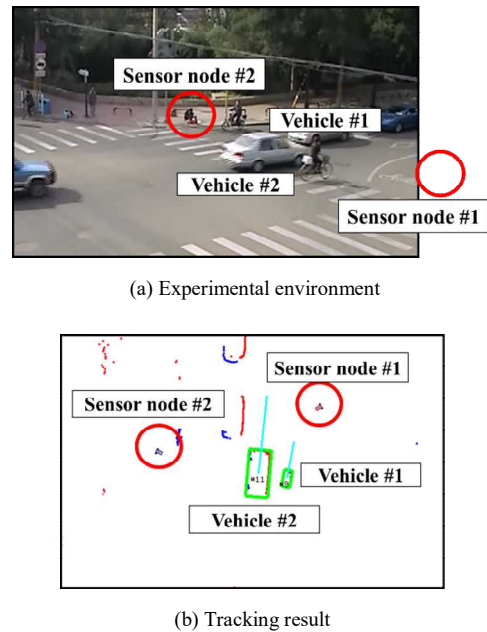 Sensor node #2
Vehicle #1
Vehicle #2
Sensor node #1
(a) Experimental environment
Sensor node #1
Sensor node #2
Vehicle #1
#11
Vehicle #2
(b) Tracking result